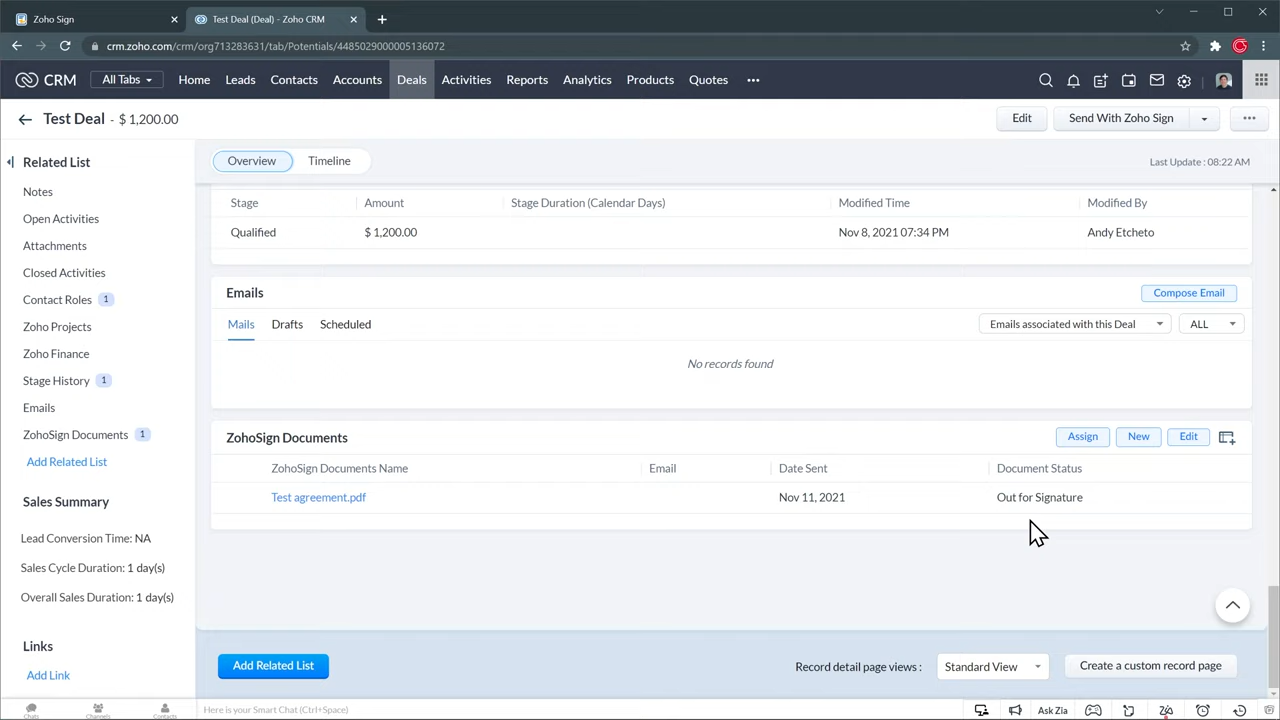 Zoho Sign
Test Deal (Deal) - Zoho CRM
crm.zoho.com/crm/org713283631/tab/Potentials/4485029000005136072
CRM
All Tabs
Home Leads Contacts Accounts Deals Activities Reports Analytics Products Quotes
Test Deal - $ 1,200.00
Edit
Send With Zoho Sign
Related List
Overview
Timeline
Last Update : 08:22 AM
Notes
Open Activities
Attachments
Closed Activities
Contact Roles 1
Zoho Projects
Zoho Finance
Stage History 1
Emails
ZohoSign Documents 1
Add Related List
Sales Summary
Lead Conversion Time: NA
Sales Cycle Duration: 1 day(s)
Overall Sales Duration: 1 day(s)
Links
Add Link
Stage Amount Stage Duration (Calendar Days) Modified Time Modified By
Qualified $ 1,200.00 Nov 8, 2021 07:34 PM Andy Etcheto
Emails
Compose Email
Mails Drafts Scheduled
Emails associated with this Deal
ALL
No records found
ZohoSign Documents
Assign New Edit
ZohoSign Documents Name Email Date Sent Document Status
Test agreement.pdf Nov 11, 2021 Out for Signature
Add Related List
Record detail page views :
Standard View
Create a custom record page
Chats
Channels
Contacts
Here is your Smart Chat (Ctrl+Space)
Ask Zia